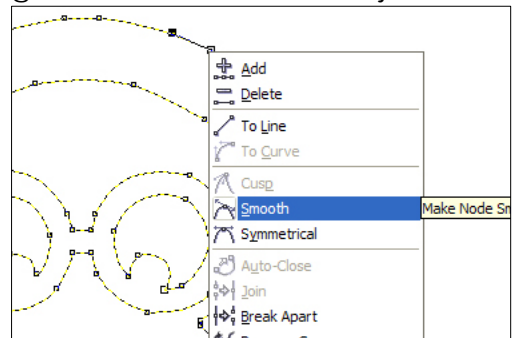 Add
Delete
To Line
To Curve
Cusp
Smooth
Make Node Sm
Symmetrical
Auto-Close
Join
Break Apart